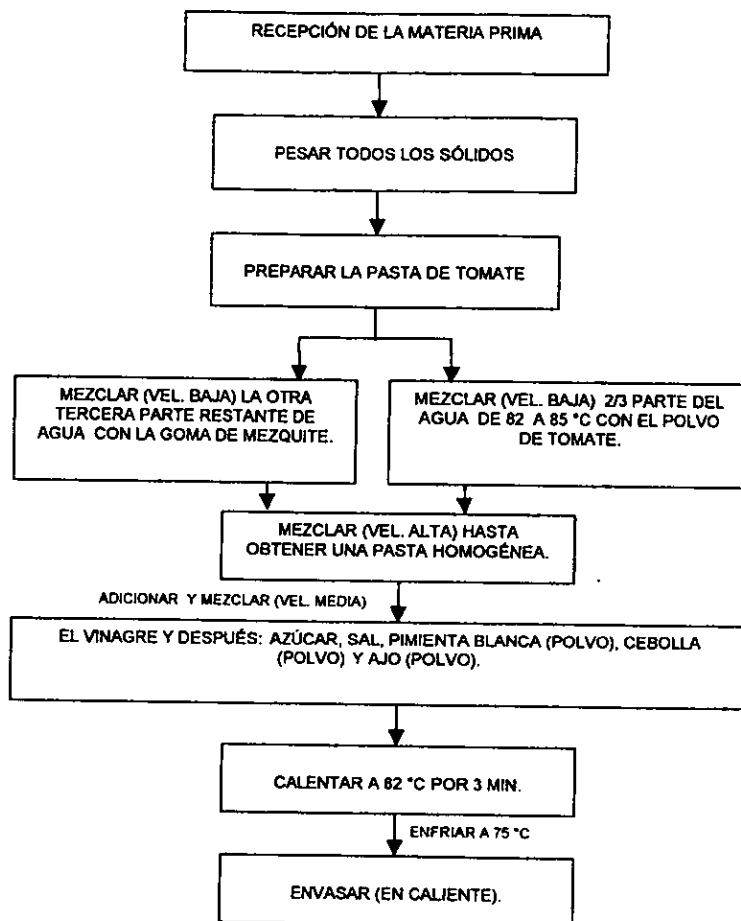 RECEPCIÓN DE LA MATERIA PRIMA
PESAR TODOS LOS SÓLIDOS
PREPARAR LA PASTA DE TOMATE
MEZCLAR (VEL. BAJA) LA OTRA
TERCERA PARTE RESTANTE DE
AGUA CON LA GOMA DE MEZQUITE.
MEZCLAR (VEL. BAJA) 2/3 PARTE DEL
AGUA DE 82 A 85 °C CON EL POLVO
DE TOMATE.
MEZCLAR (VEL. ALTA) HASTA
OBTENER UNA PASTA HOMOGÉNEA.
ADICIONAR Y MEZCLAR (VEL. MEDIA)
EL VINAGRE Y DESPUÉS: AZÚCAR, SAL, PIMIENTA BLANCA (POLVO), CEBOLLA
(POLVO) Y AJO (POLVO).
CALENTAR A 82 °C POR 3 MIN.
ENFRIAR A 75 °C
ENVASAR (EN CALIENTE).